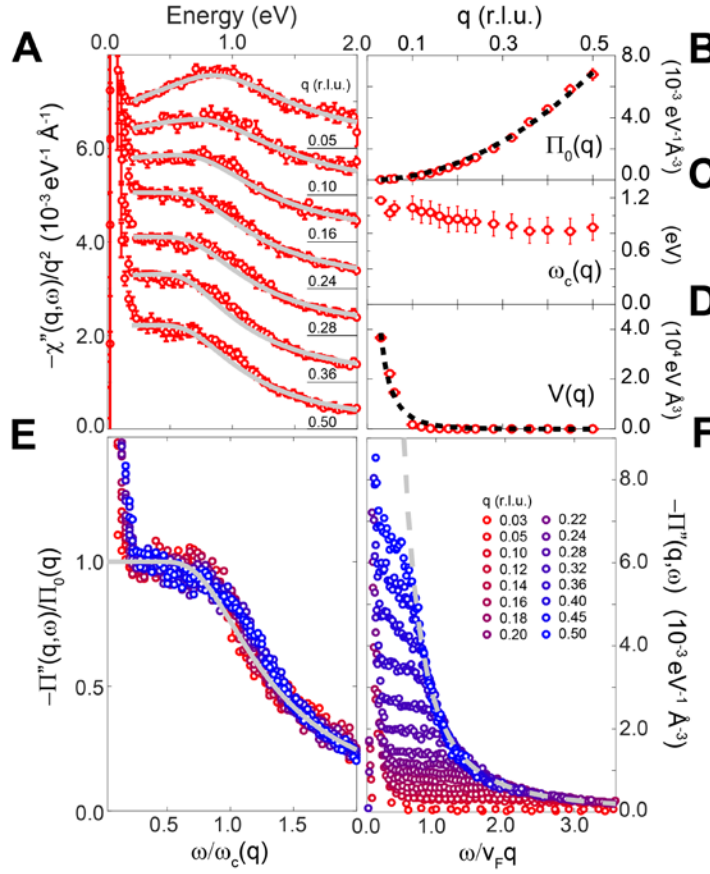 A
Energy (eV)
0.0 1.0 2.0
q (r.l.u.)
0.05
0.10
0.16
0.24
0.28
0.36
0.50
6.0
4.0
2.0
0.0
−χ”(q,ω)/q² (10⁻³ eV⁻¹ Å⁻¹)
q (r.l.u.)
0.1 0.3 0.5
B
8.0
4.0
0.0
(10⁻³ eV⁻¹Å⁻³)
Π₀(q)
C
1.2
0.6
0.0
(eV)
ω_c(q)
D
4.0
2.0
0.0
(10⁴ eV Å³)
V(q)
E
1.0
0.5
0.0
−Π”(q,ω)/Π₀(q)
0.5 1.0 1.5
ω/ω_c(q)
F
q (r.l.u.)
0.03 0.22
0.05 0.24
0.10 0.28
0.12 0.32
0.14 0.36
0.16 0.40
0.18 0.45
0.20 0.50
8.0
6.0
4.0
2.0
0.0
−Π”(q,ω) (10⁻³ eV⁻¹ Å⁻³)
0.0 1.0 2.0 3.0
ω/v_Fq